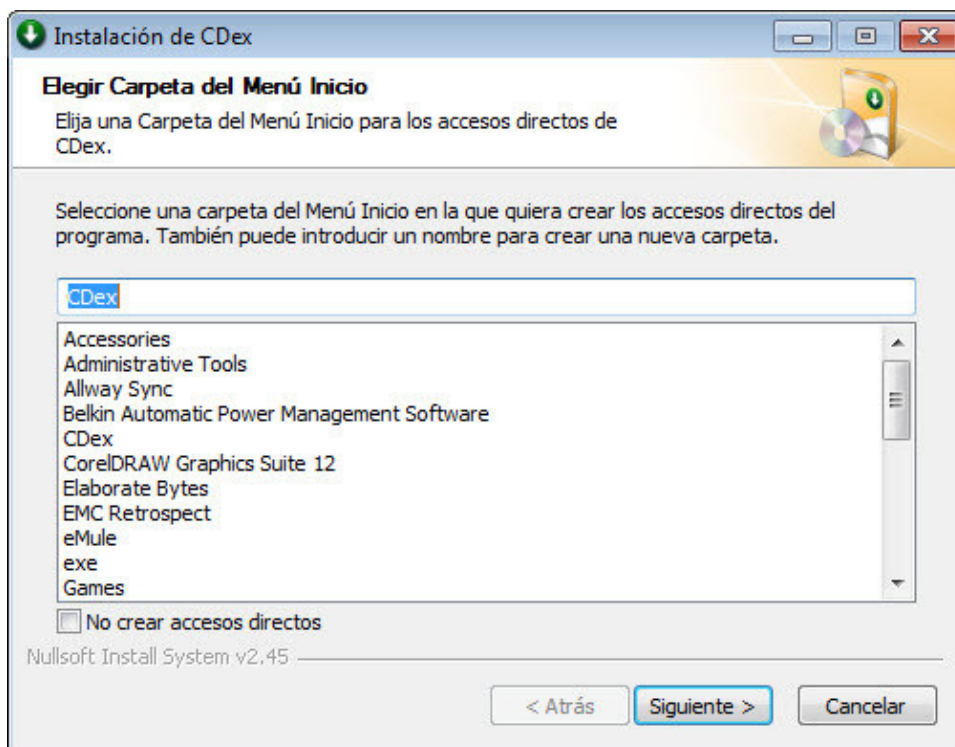 Instalación de CDex
Elegir Carpeta del Menú Inicio
Elija una Carpeta del Menú Inicio para los accesos directos de
CDex.
Seleccione una carpeta del Menú Inicio en la que quiera crear los accesos directos del
programa. También puede introducir un nombre para crear una nueva carpeta.
CDex
Accessories
Administrative Tools
Allway Sync
Belkin Automatic Power Management Software
CDex
CorelDRAW Graphics Suite 12
Elaborate Bytes
EMC Retrospect
eMule
exe
Games
No crear accesos directos
Nullsoft Install System v2.45
< Atrás Siguiente > Cancelar